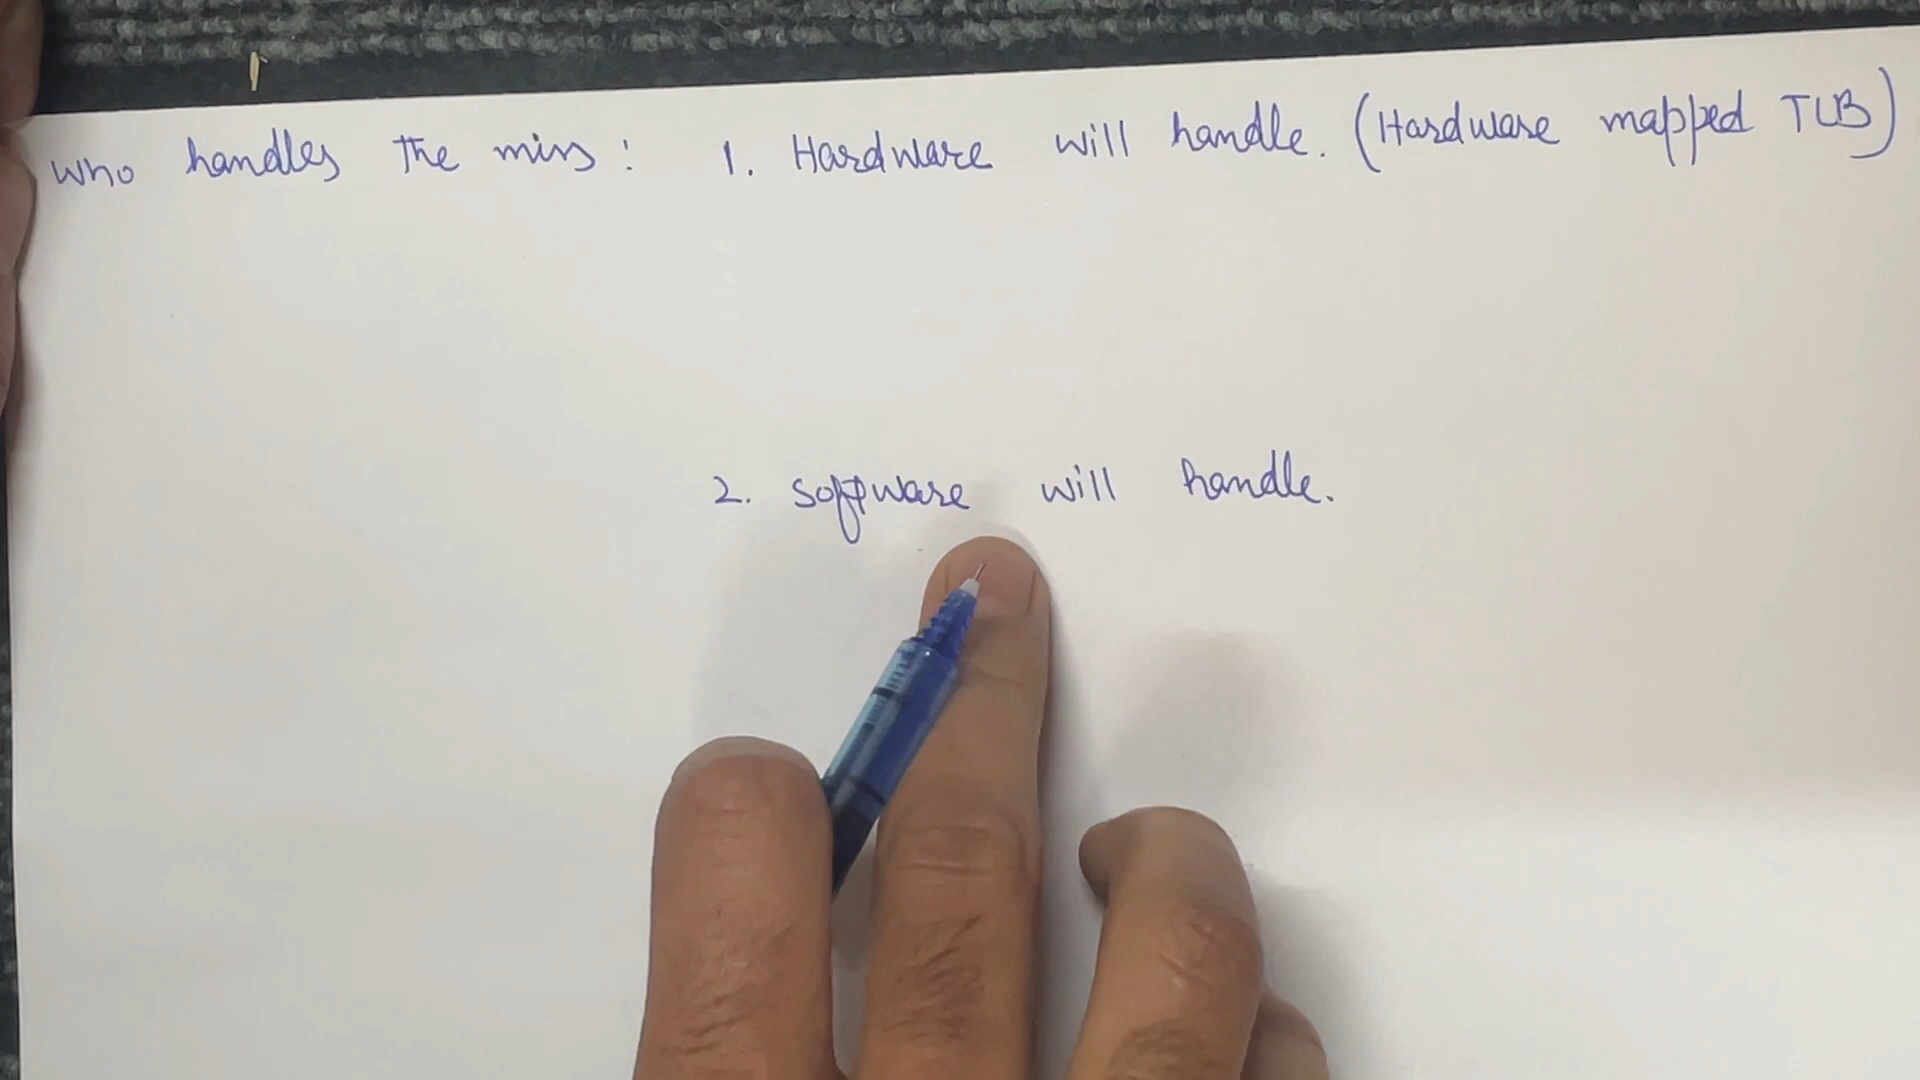 Who handles the miss : 1. Hardware will handle. (Hardware mapped TLB)
2. software will handle.